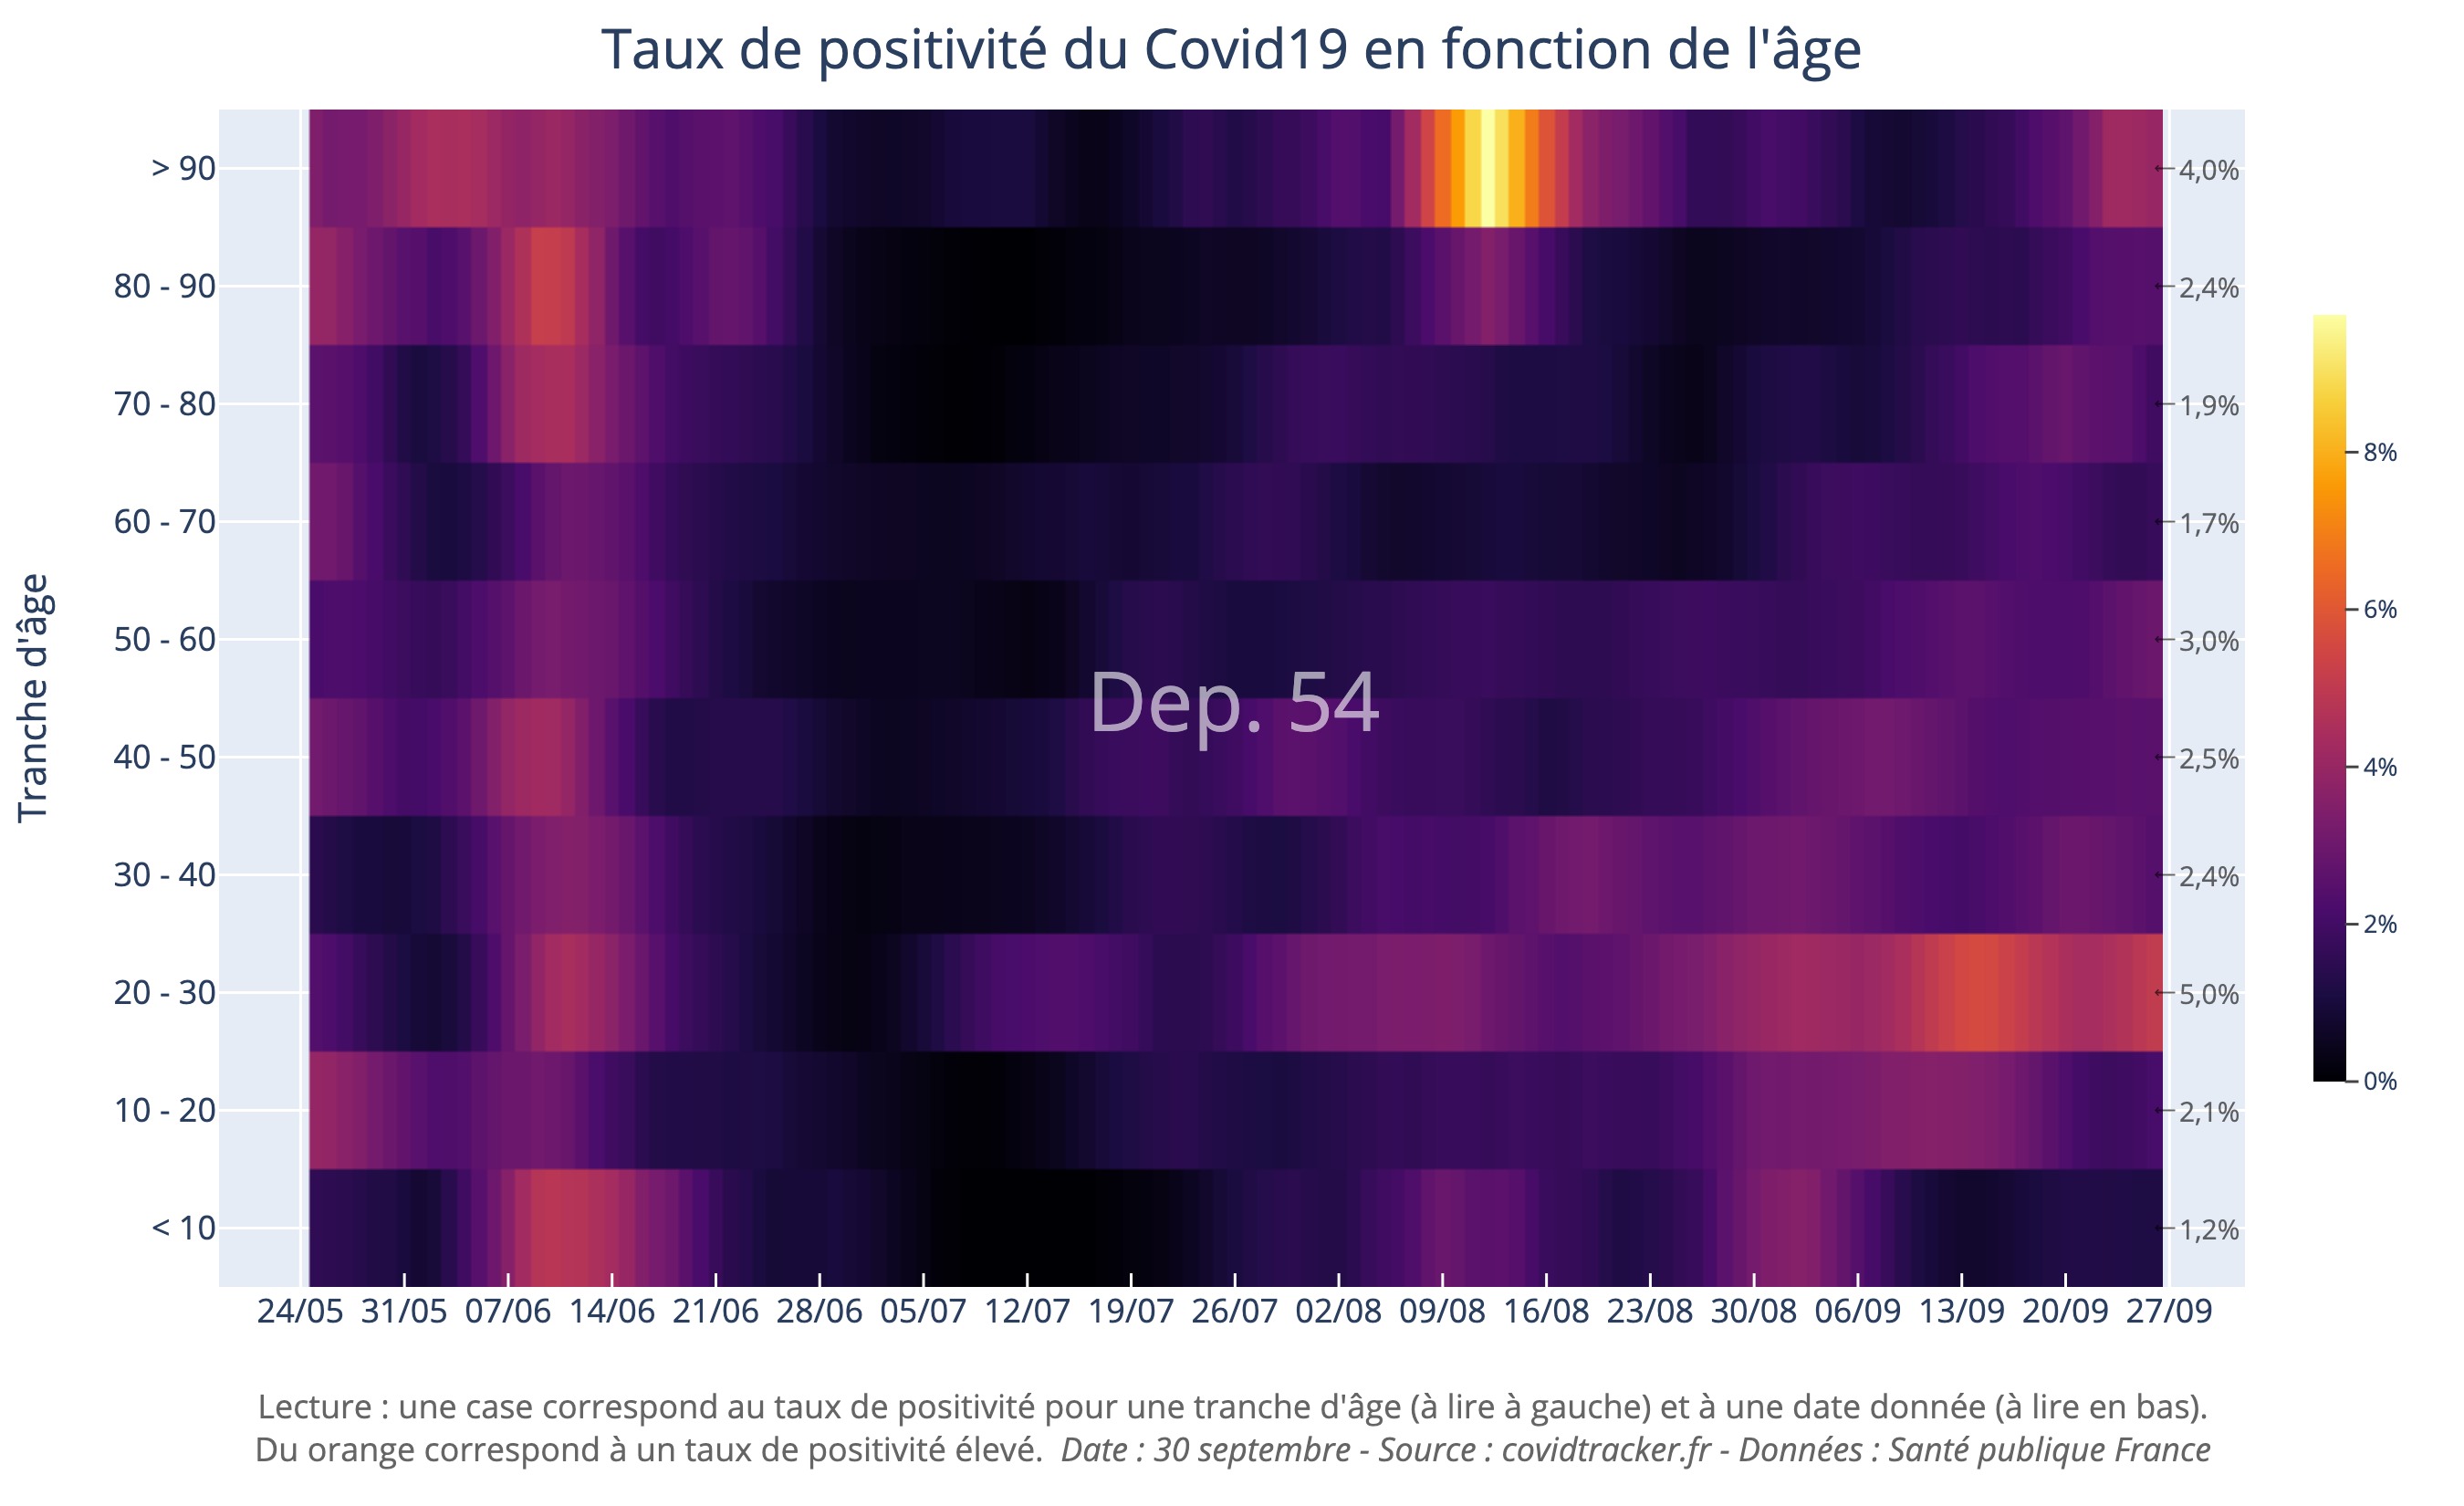 Taux de positivité du Covid19 en fonction de l'âge
> 90
4,0%
80 - 90
2,4%
70 - 80
1,9%
60 - 70
1,7%
50 - 60
3,0%
40 - 50
2,5%
30 - 40
2,4%
20 - 30
5,0%
10 - 20
2,1%
< 10
1,2%
Tranche d'âge
Dep. 54
8%
6%
4%
2%
0%
24/05 31/05 07/06 14/06 21/06 28/06 05/07 12/07 19/07 26/07 02/08 09/08 16/08 23/08 30/08 06/09 13/09 20/09 27/09
Lecture : une case correspond au taux de positivité pour une tranche d'âge (à lire à gauche) et à une date donnée (à lire en bas).
Du orange correspond à un taux de positivité élevé. Date : 30 septembre - Source : covidtracker.fr - Données : Santé publique France